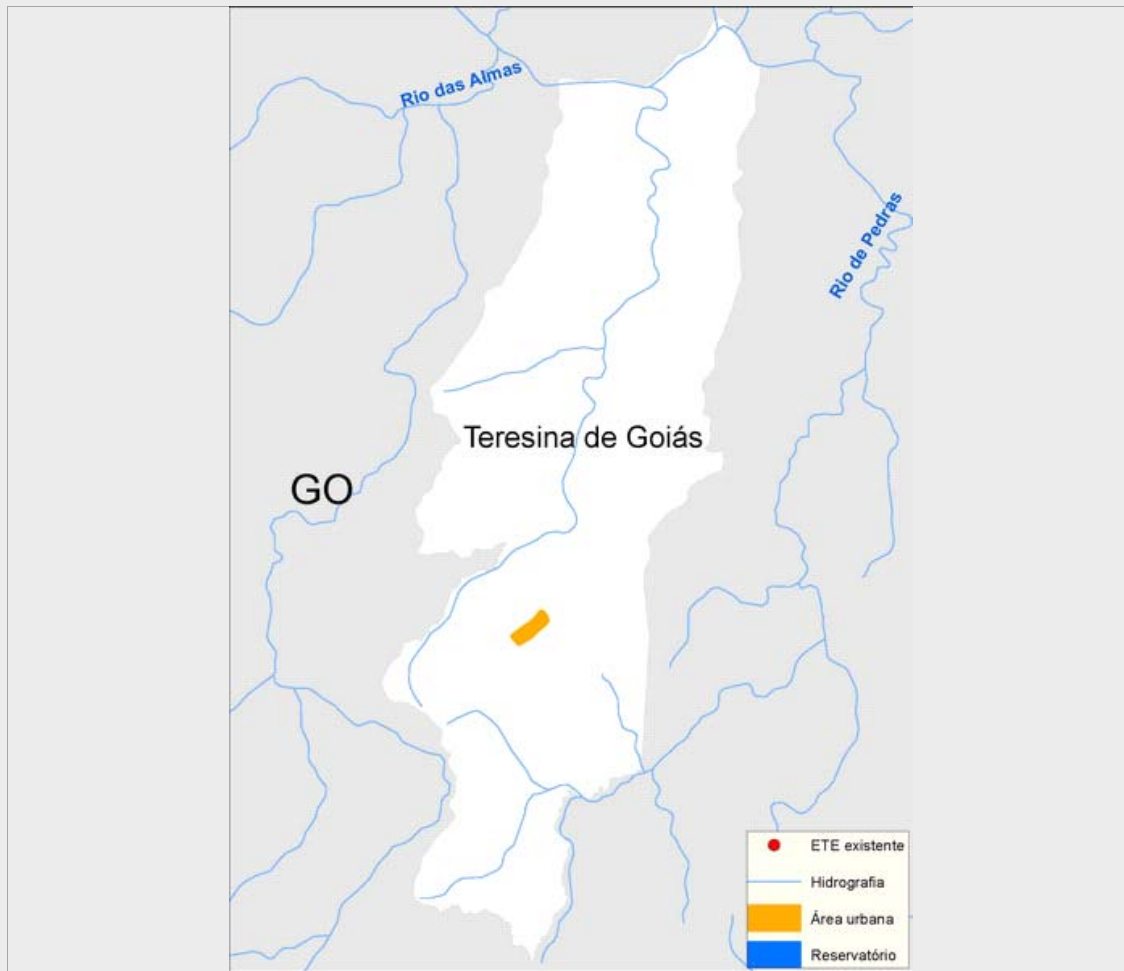 Rio das Almas
Rio de Pedras
Teresina de Goiás
GO
ETE existente
Hidrografia
Área urbana
Reservatório